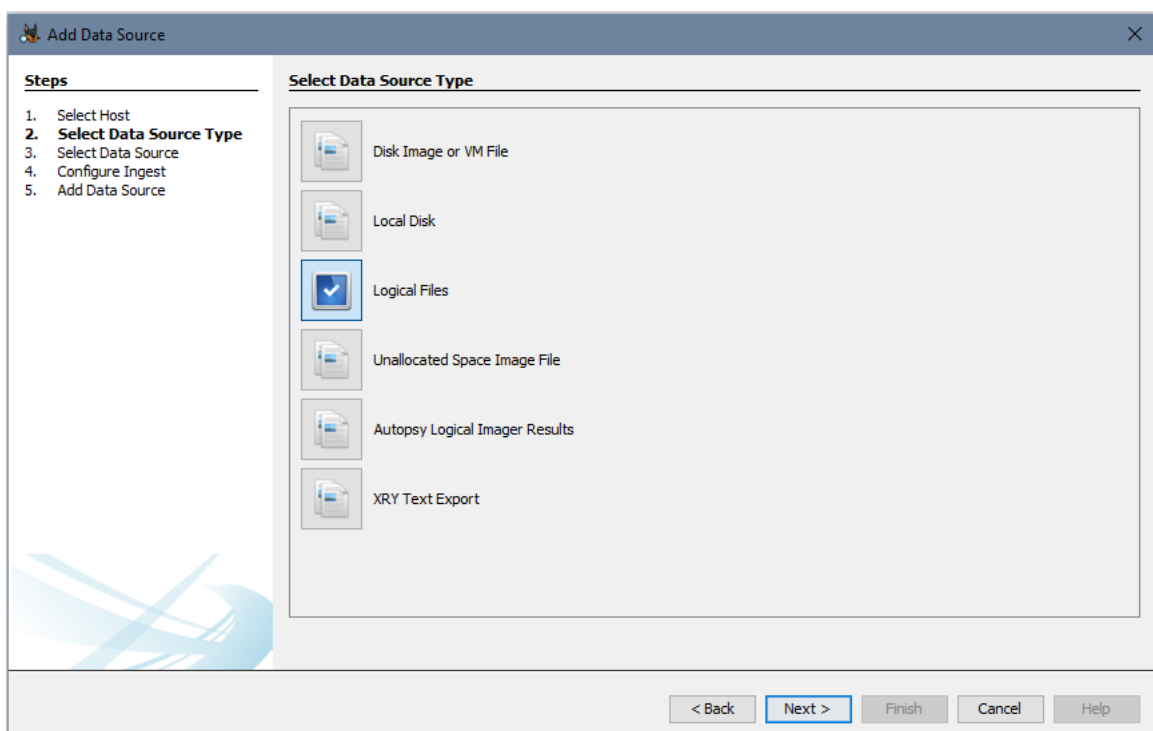 Add Data Source
Steps
1. Select Host
2. Select Data Source Type
3. Select Data Source
4. Configure Ingest
5. Add Data Source
Select Data Source Type
Disk Image or VM File
Local Disk
Logical Files
Unallocated Space Image File
Autopsy Logical Imager Results
XRY Text Export
< Back Next > Finish Cancel Help